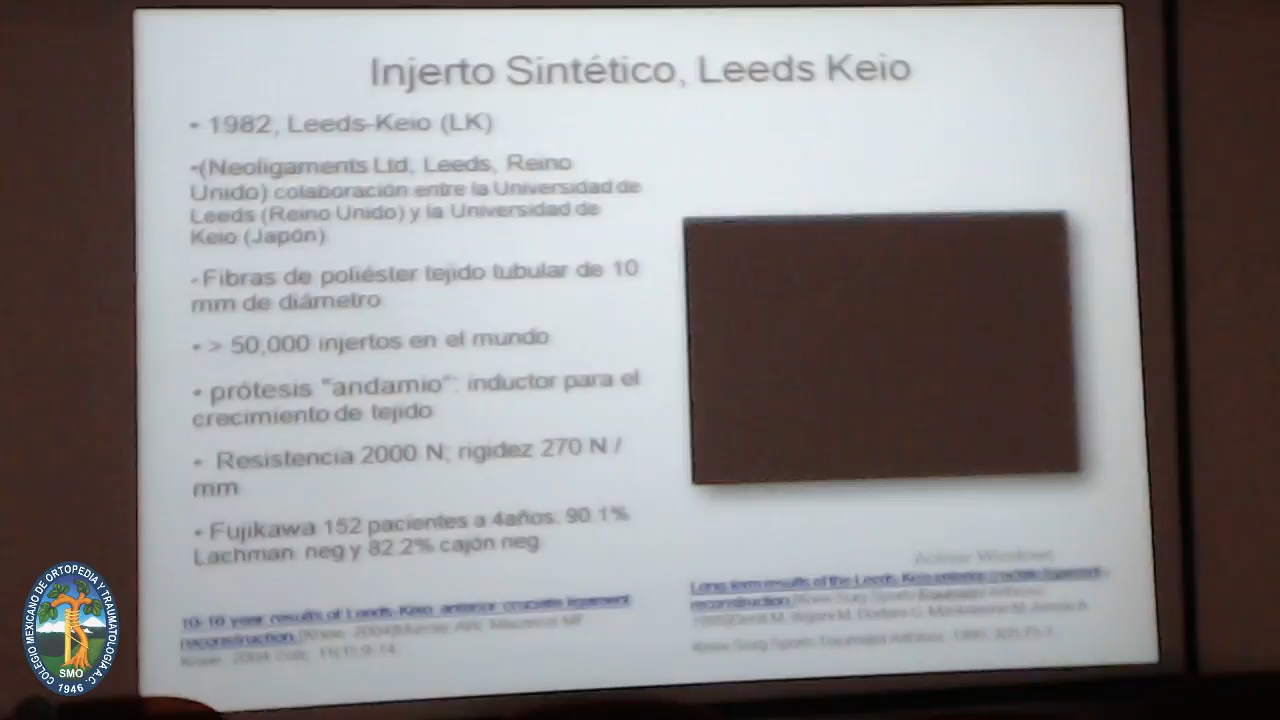 Injerto Sintético, Leeds Keio
• 1982, Leeds-Keio (LK)
-(Neoligaments Ltd, Leeds, Reino
Unido) colaboración entre la Universidad de
Leeds (Reino Unido) y la Universidad de
Keio (Japón)
-Fibras de poliéster tejido tubular de 10
mm de diámetro
• > 50,000 injertos en el mundo
• prótesis "andamio": inductor para el
crecimiento de tejido
• Resistencia 2000 N; rigidez 270 N /
mm
• Fujikawa 152 pacientes a 4años: 90.1%
Lachman neg y 82.2% cajón neg
10-16 year results of Leeds-Keio anterior cruciate ligament
reconstruction
Activar Windows
Long term results of the Leeds Keio anterior cruciate ligament
reconstruction
COLEGIO MEXICANO DE ORTOPEDIA Y TRAUMATOLOGÍA A.C.
SMO
1946